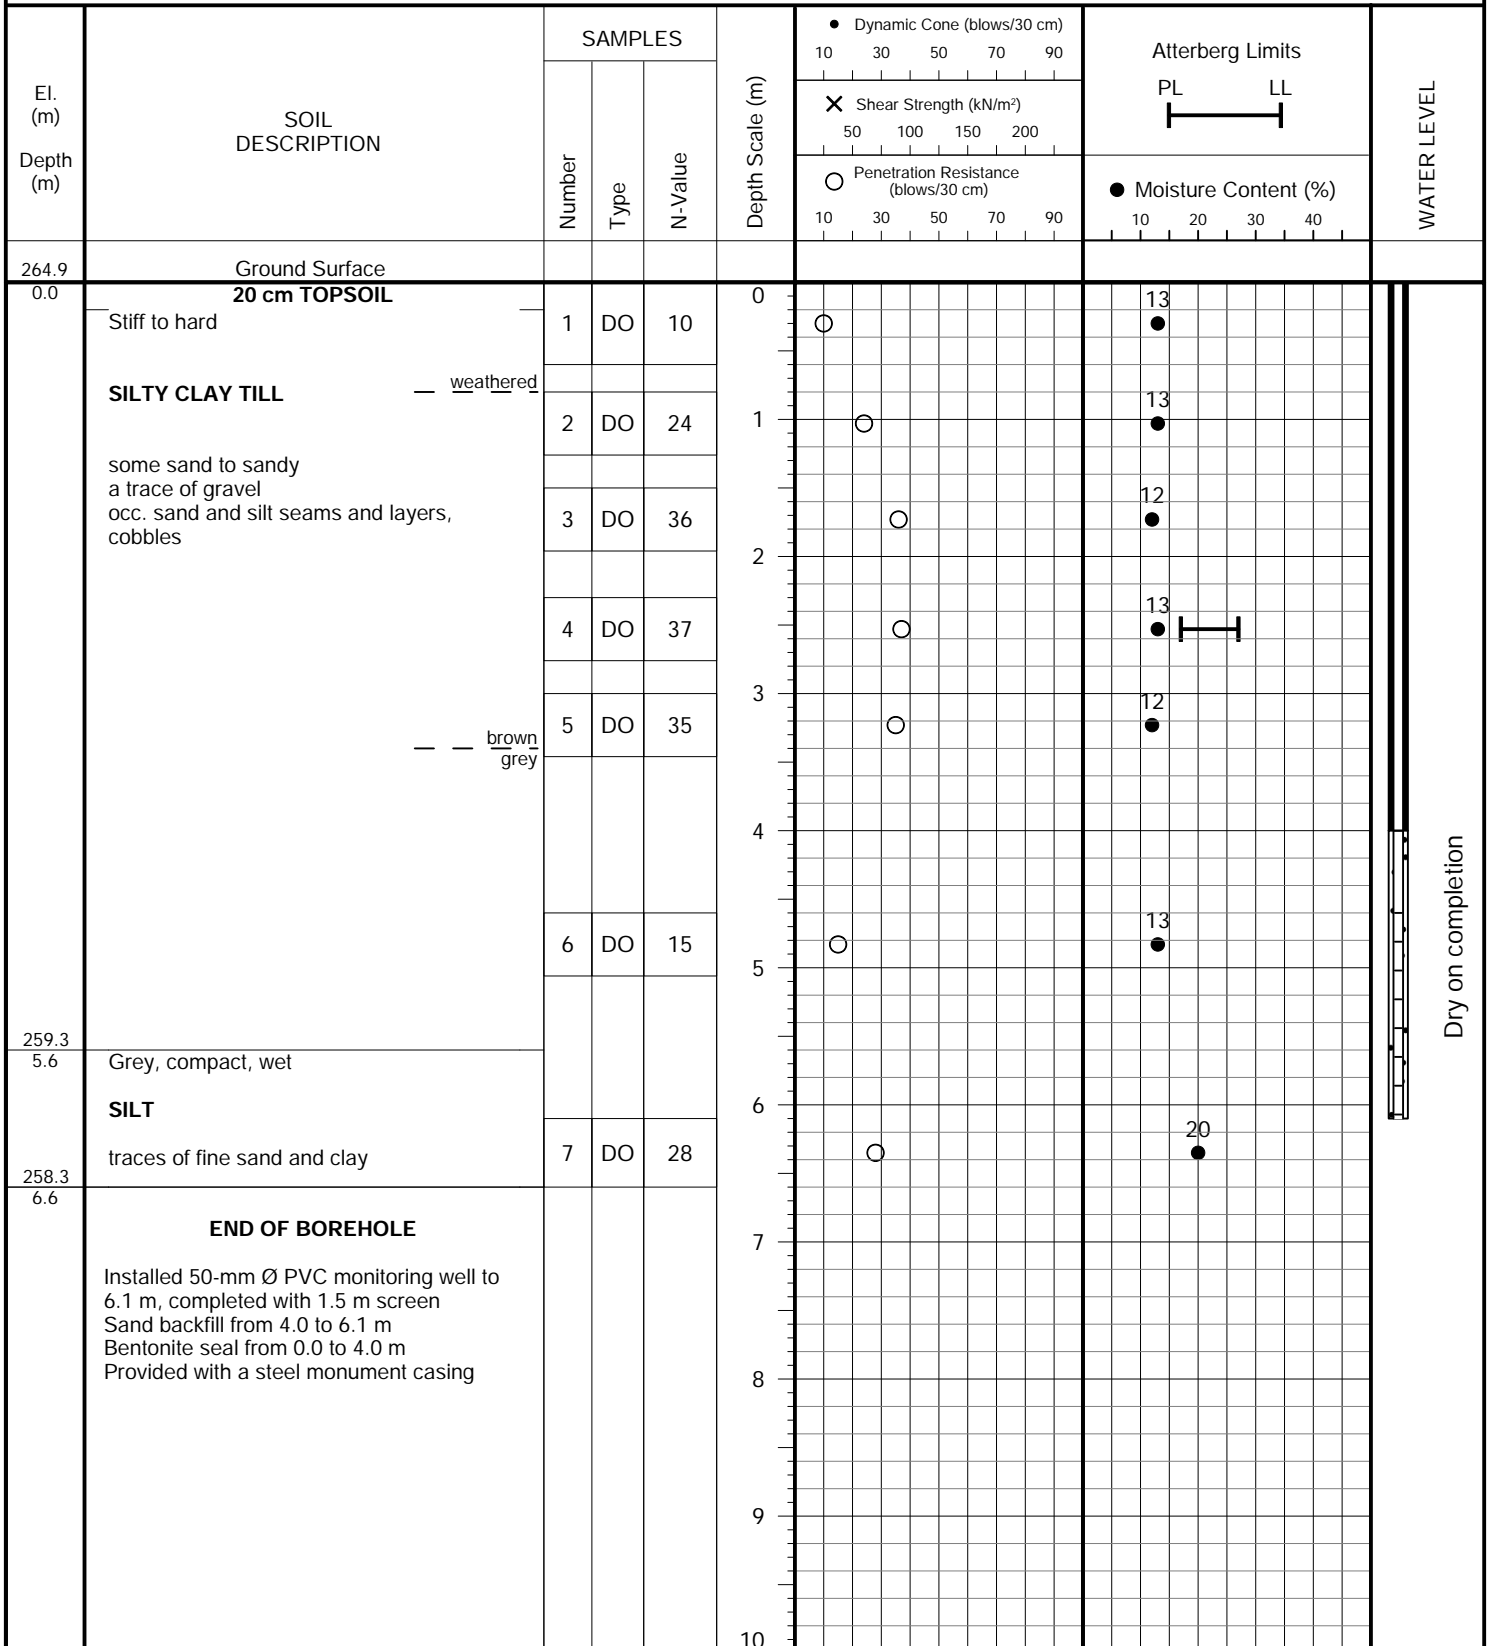 El.
(m)
Depth
(m)
SOIL
DESCRIPTION
SAMPLES
Number
Type
N-Value
Depth Scale (m)
● Dynamic Cone (blows/30 cm)
10 30 50 70 90
✕ Shear Strength (kN/m²)
50 100 150 200
○ Penetration Resistance
(blows/30 cm)
10 30 50 70 90
Atterberg Limits
PL LL
● Moisture Content (%)
10 20 30 40
WATER LEVEL
264.9 Ground Surface
0.0 20 cm TOPSOIL
Stiff to hard
weathered
SILTY CLAY TILL
some sand to sandy
a trace of gravel
occ. sand and silt seams and layers,
cobbles
brown
grey
259.3
5.6 Grey, compact, wet
SILT
traces of fine sand and clay
258.3
6.6
END OF BOREHOLE
Installed 50-mm Ø PVC monitoring well to
6.1 m, completed with 1.5 m screen
Sand backfill from 4.0 to 6.1 m
Bentonite seal from 0.0 to 4.0 m
Provided with a steel monument casing
1 DO 10
2 DO 24
3 DO 36
4 DO 37
5 DO 35
6 DO 15
7 DO 28
0
1
2
3
4
5
6
7
8
9
10
13
13
12
13
12
13
20
Dry on completion